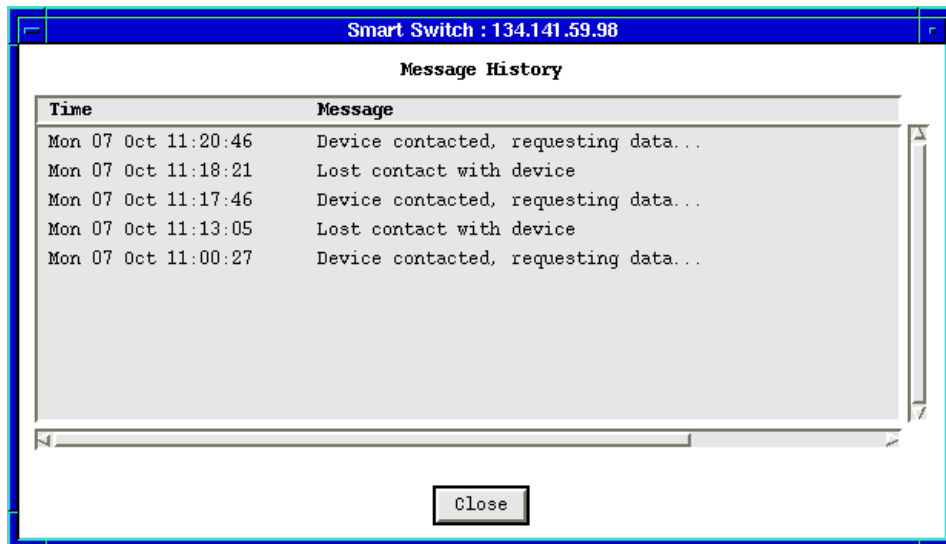 Smart Switch : 134.141.59.98
Message History
Time Message
Mon 07 Oct 11:20:46 Device contacted, requesting data...
Mon 07 Oct 11:18:21 Lost contact with device
Mon 07 Oct 11:17:46 Device contacted, requesting data...
Mon 07 Oct 11:13:05 Lost contact with device
Mon 07 Oct 11:00:27 Device contacted, requesting data...
Close